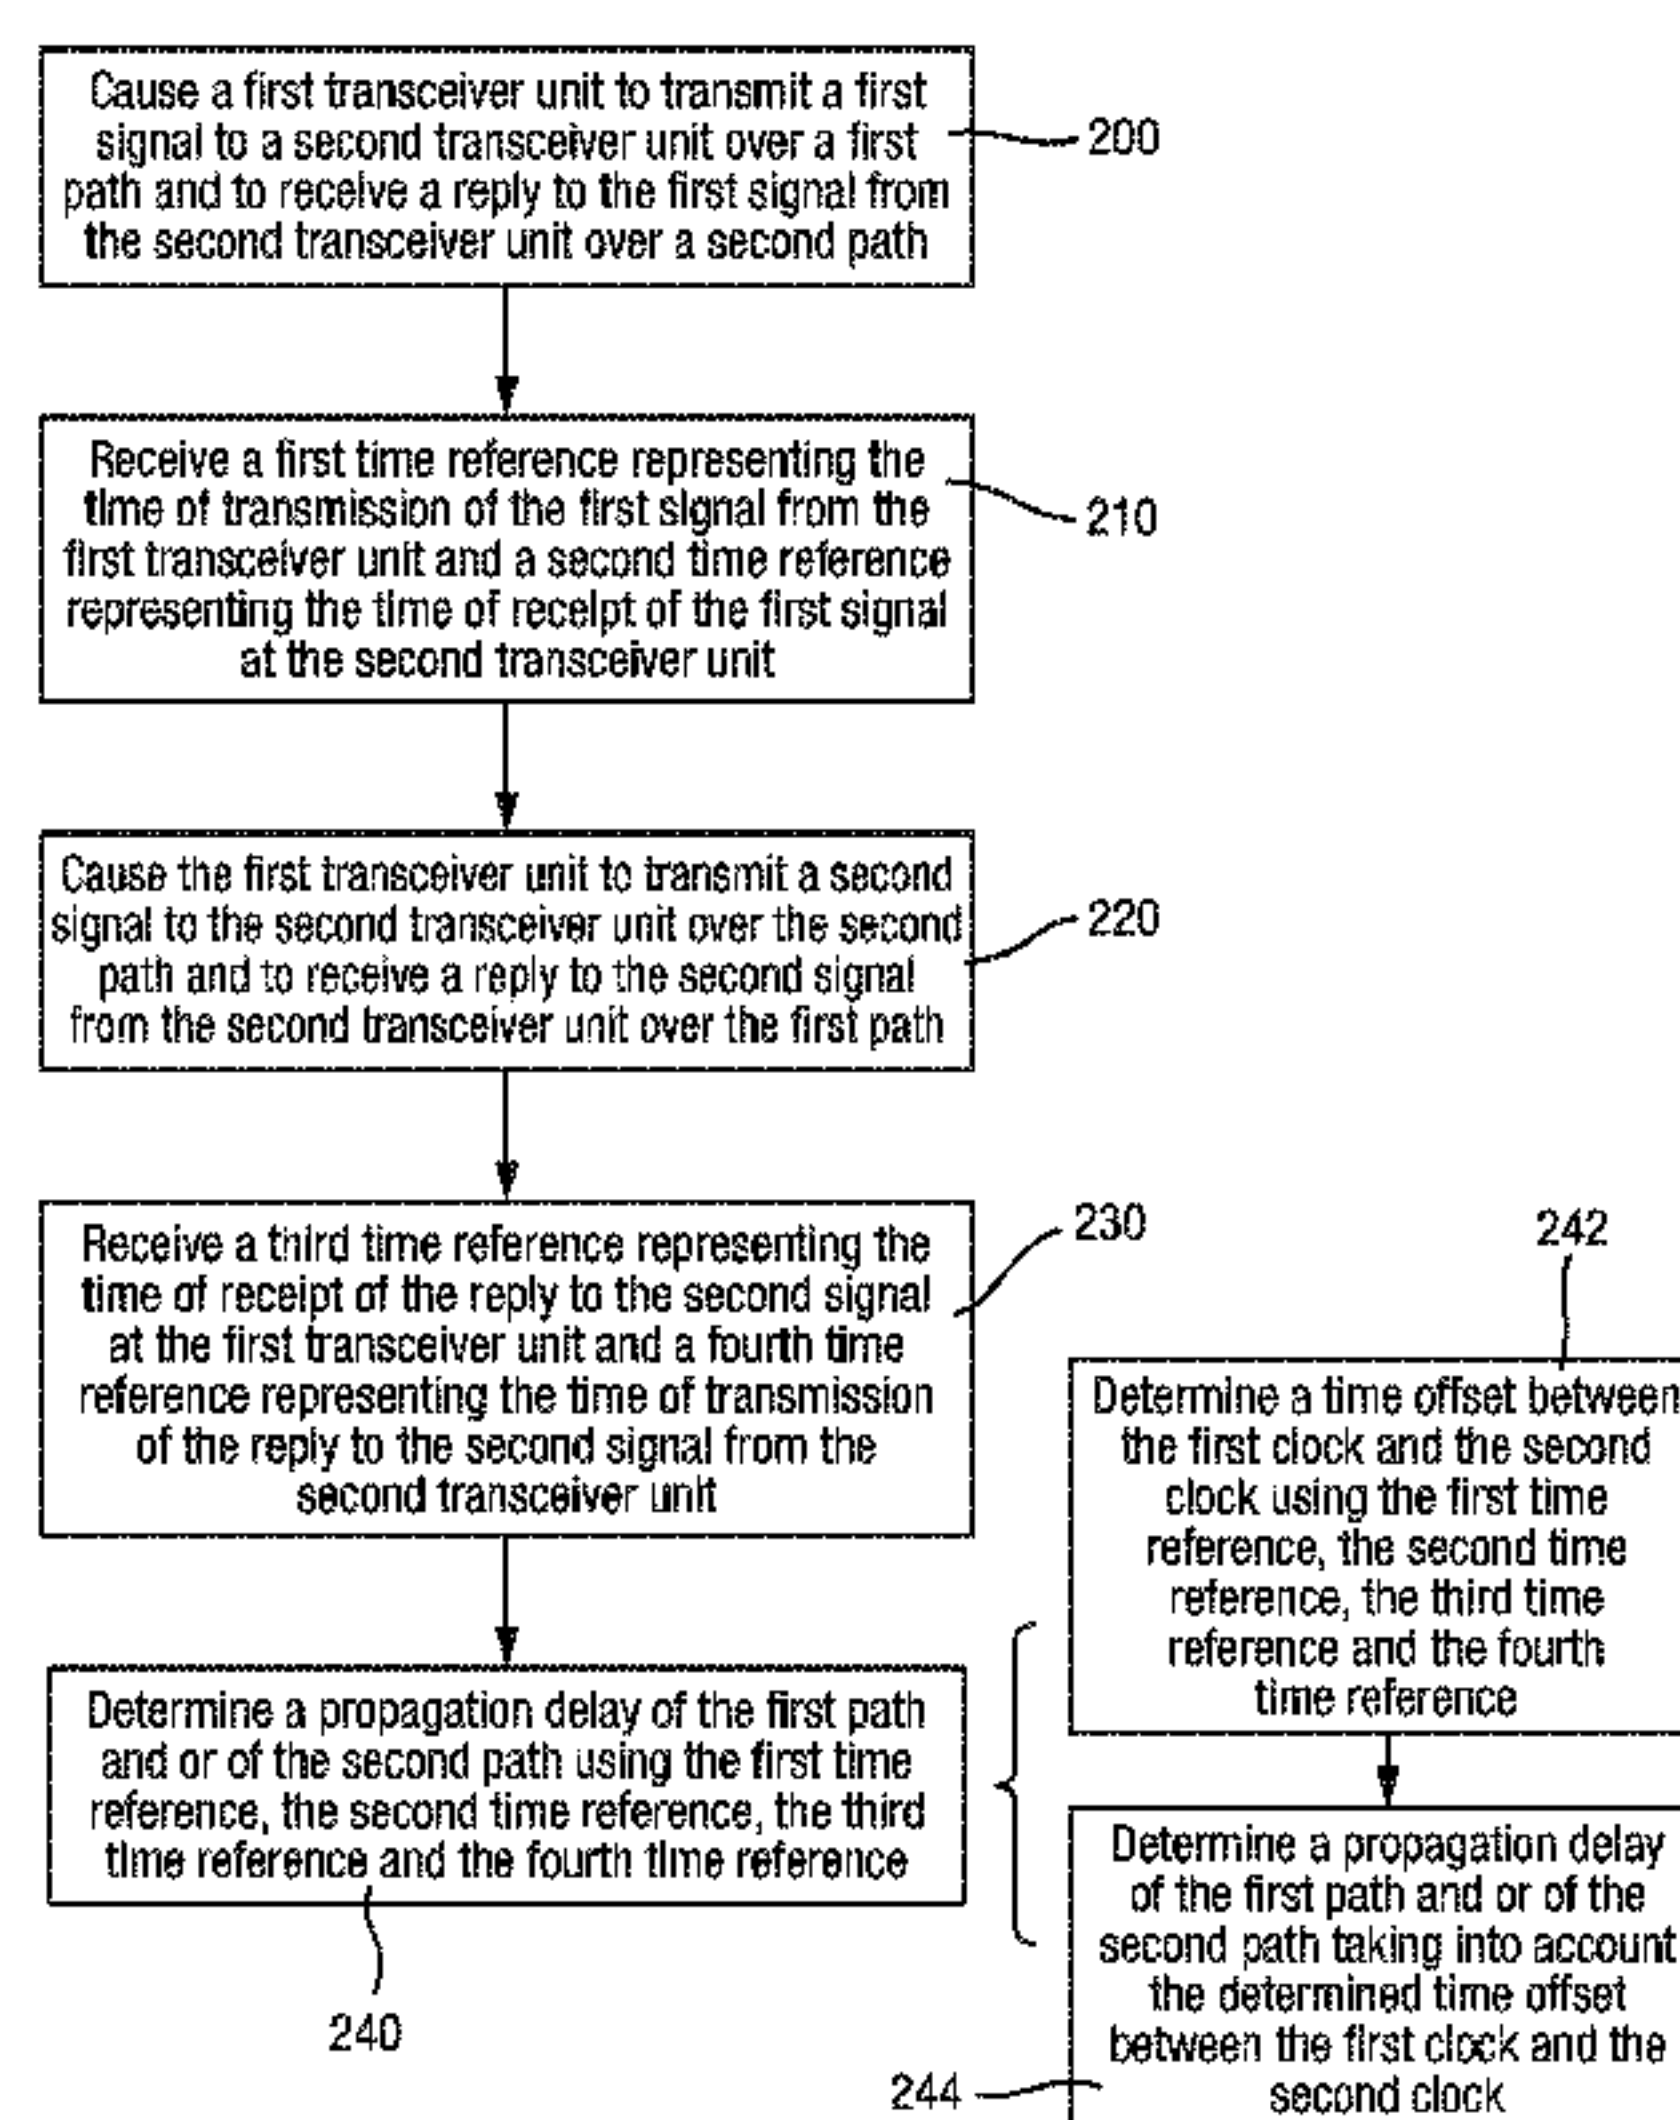 Cause a first transceiver unit to transmit a first
signal to a second transceiver unit over a first
path and to receive a reply to the first signal from
the second transceiver unit over a second path
200
Receive a first time reference representing the
time of transmission of the first signal from the
first transceiver unit and a second time reference
representing the time of receipt of the first signal
at the second transceiver unit
210
Cause the first transceiver unit to transmit a second
signal to the second transceiver unit over the second
path and to receive a reply to the second signal
from the second transceiver unit over the first path
220
Receive a third time reference representing the
time of receipt of the reply to the second signal
at the first transceiver unit and a fourth time
reference representing the time of transmission
of the reply to the second signal from the
second transceiver unit
230
Determine a propagation delay of the first path
and or of the second path using the first time
reference, the second time reference, the third
time reference and the fourth time reference
240
242
Determine a time offset between
the first clock and the second
clock using the first time
reference, the second time
reference, the third time
reference and the fourth
time reference
Determine a propagation delay
of the first path and or of the
second path taking into account
the determined time offset
between the first clock and the
second clock
244